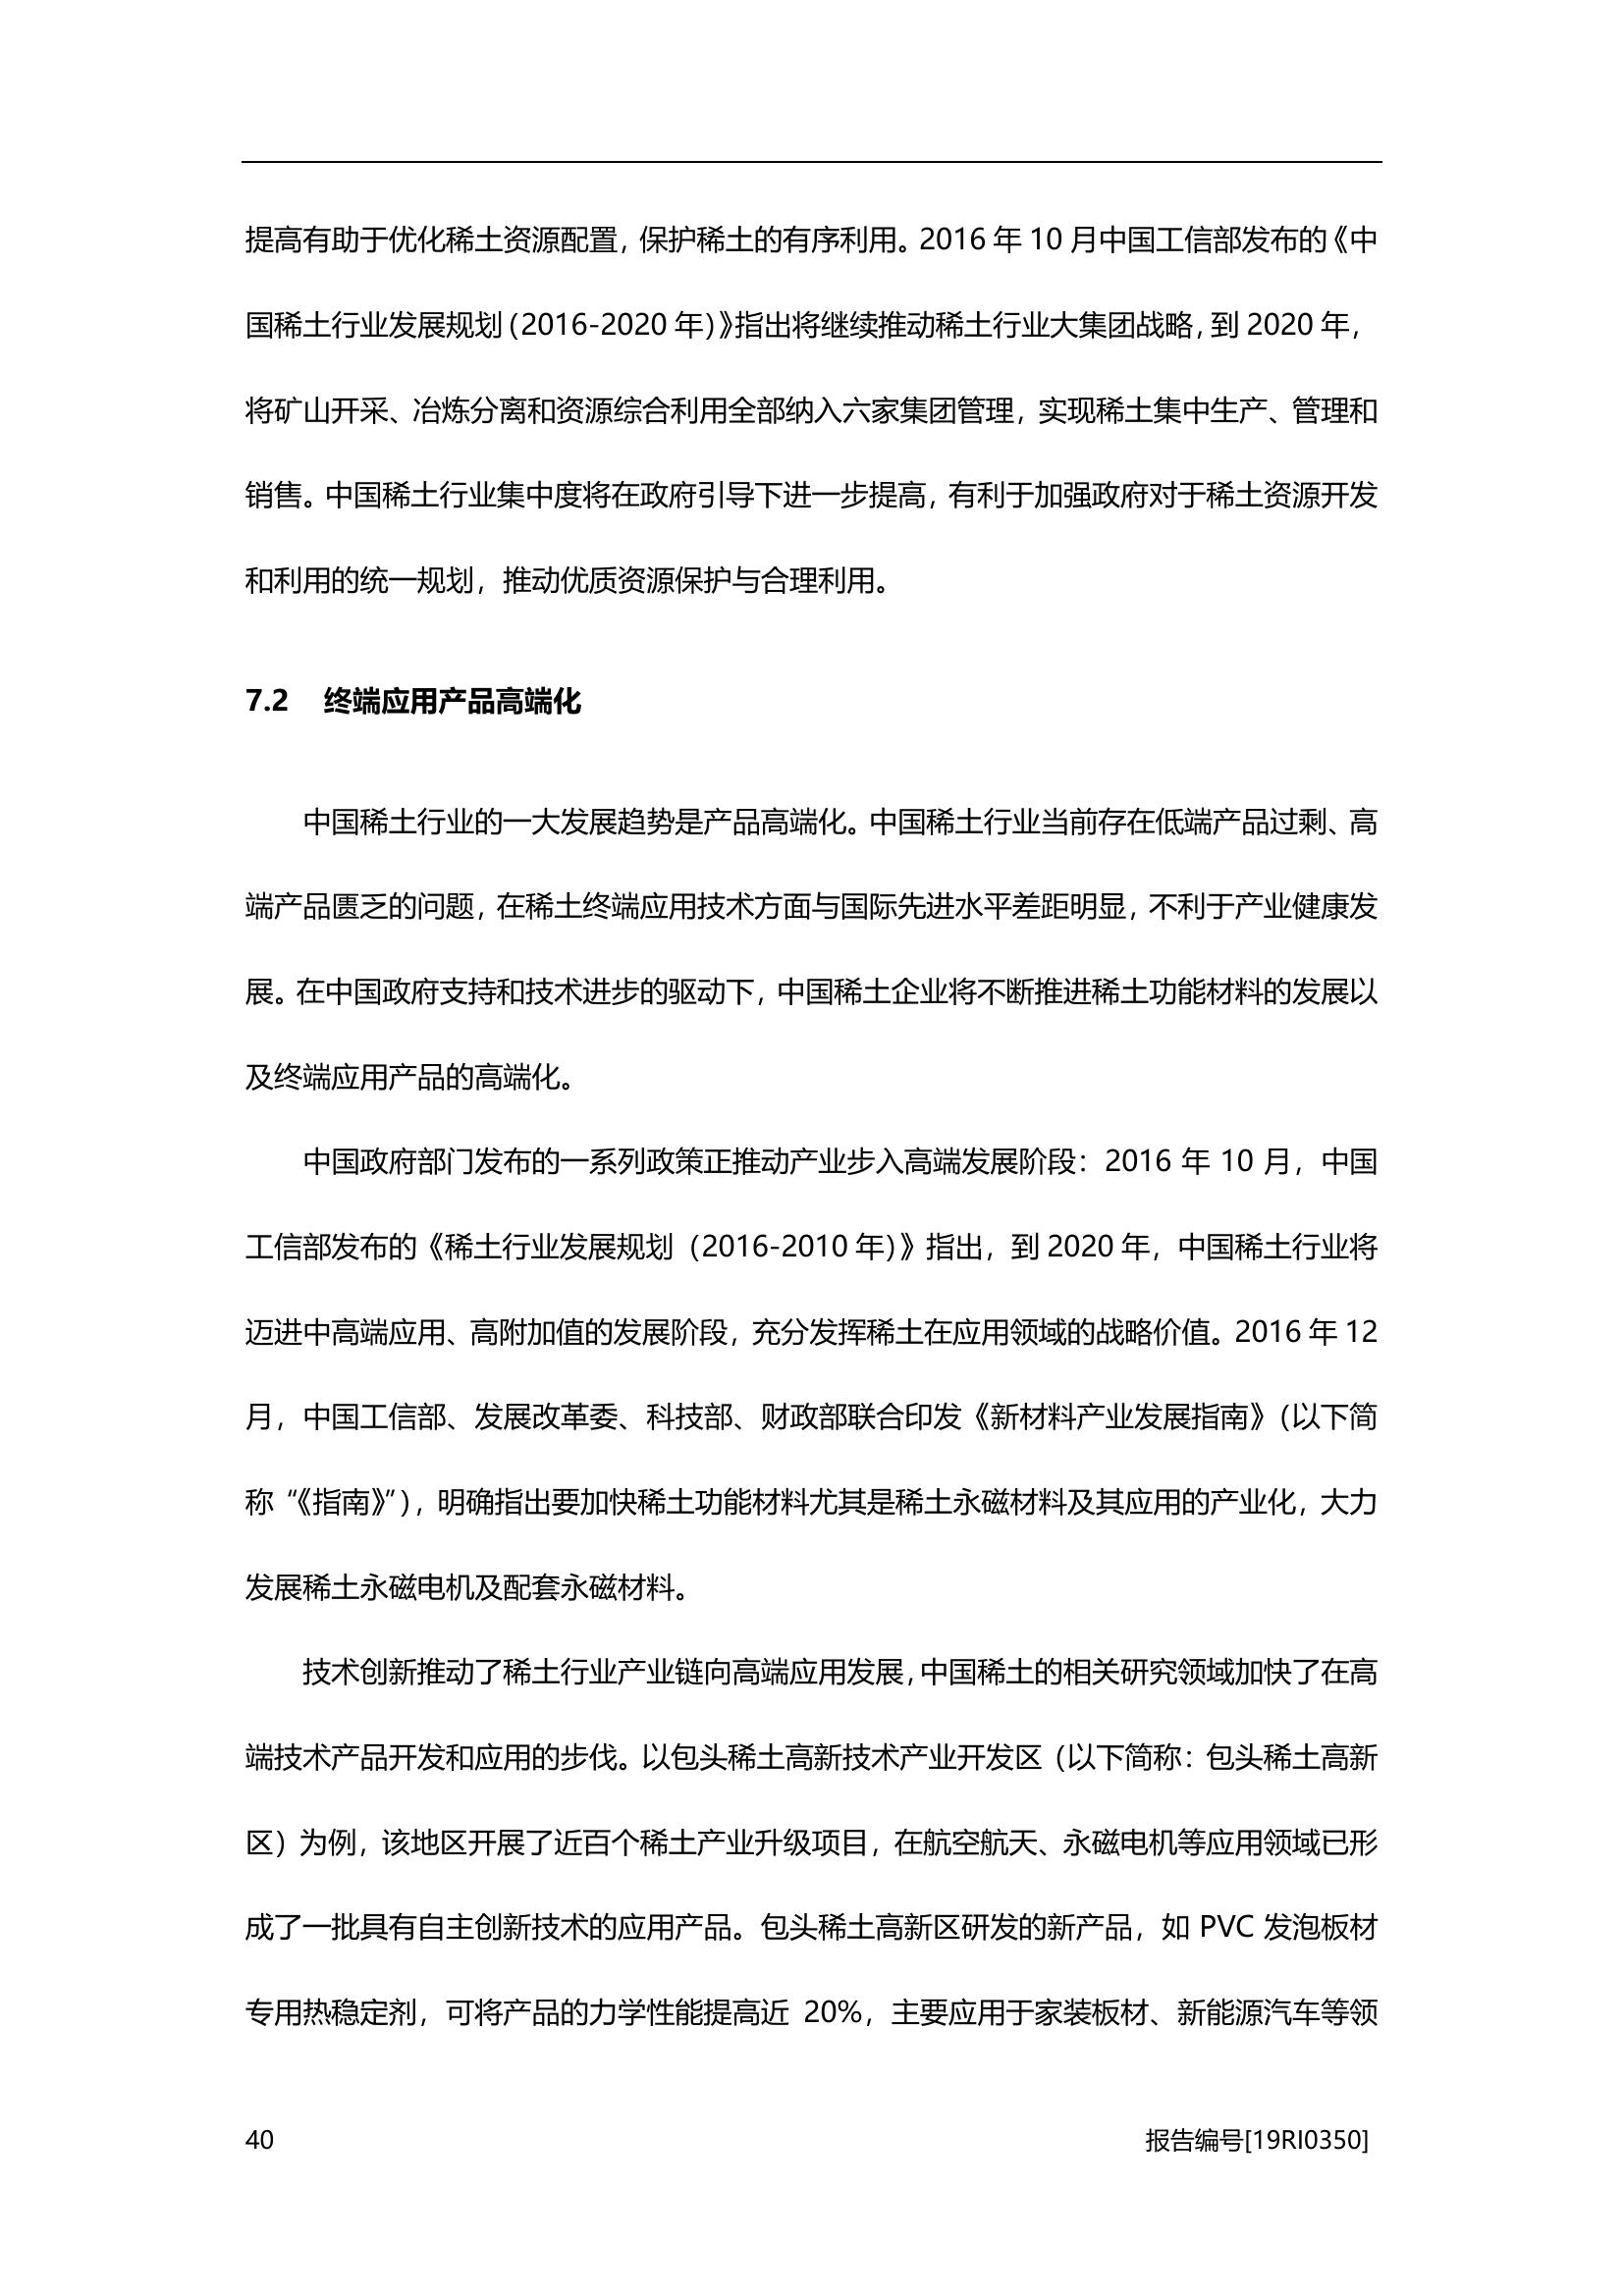 提高有助于优化稀土资源配置，保护稀土的有序利用。2016 年 10 月中国工信部发布的《中
国稀土行业发展规划（2016-2020 年）》指出将继续推动稀土行业大集团战略，到 2020 年，
将矿山开采、冶炼分离和资源综合利用全部纳入六家集团管理，实现稀土集中生产、管理和
销售。中国稀土行业集中度将在政府引导下进一步提高，有利于加强政府对于稀土资源开发
和利用的统一规划，推动优质资源保护与合理利用。
7.2 终端应用产品高端化
中国稀土行业的一大发展趋势是产品高端化。中国稀土行业当前存在低端产品过剩、高
端产品匮乏的问题，在稀土终端应用技术方面与国际先进水平差距明显，不利于产业健康发
展。在中国政府支持和技术进步的驱动下，中国稀土企业将不断推进稀土功能材料的发展以
及终端应用产品的高端化。
中国政府部门发布的一系列政策正推动产业步入高端发展阶段：2016 年 10 月，中国
工信部发布的《稀土行业发展规划（2016-2010 年）》指出，到 2020 年，中国稀土行业将
迈进中高端应用、高附加值的发展阶段，充分发挥稀土在应用领域的战略价值。2016 年 12
月，中国工信部、发展改革委、科技部、财政部联合印发《新材料产业发展指南》（以下简
称“《指南》”），明确指出要加快稀土功能材料尤其是稀土永磁材料及其应用的产业化，大力
发展稀土永磁电机及配套永磁材料。
技术创新推动了稀土行业产业链向高端应用发展，中国稀土的相关研究领域加快了在高
端技术产品开发和应用的步伐。以包头稀土高新技术产业开发区（以下简称：包头稀土高新
区）为例，该地区开展了近百个稀土产业升级项目，在航空航天、永磁电机等应用领域已形
成了一批具有自主创新技术的应用产品。包头稀土高新区研发的新产品，如 PVC 发泡板材
专用热稳定剂，可将产品的力学性能提高近 20%，主要应用于家装板材、新能源汽车等领
40 报告编号[19RI0350]